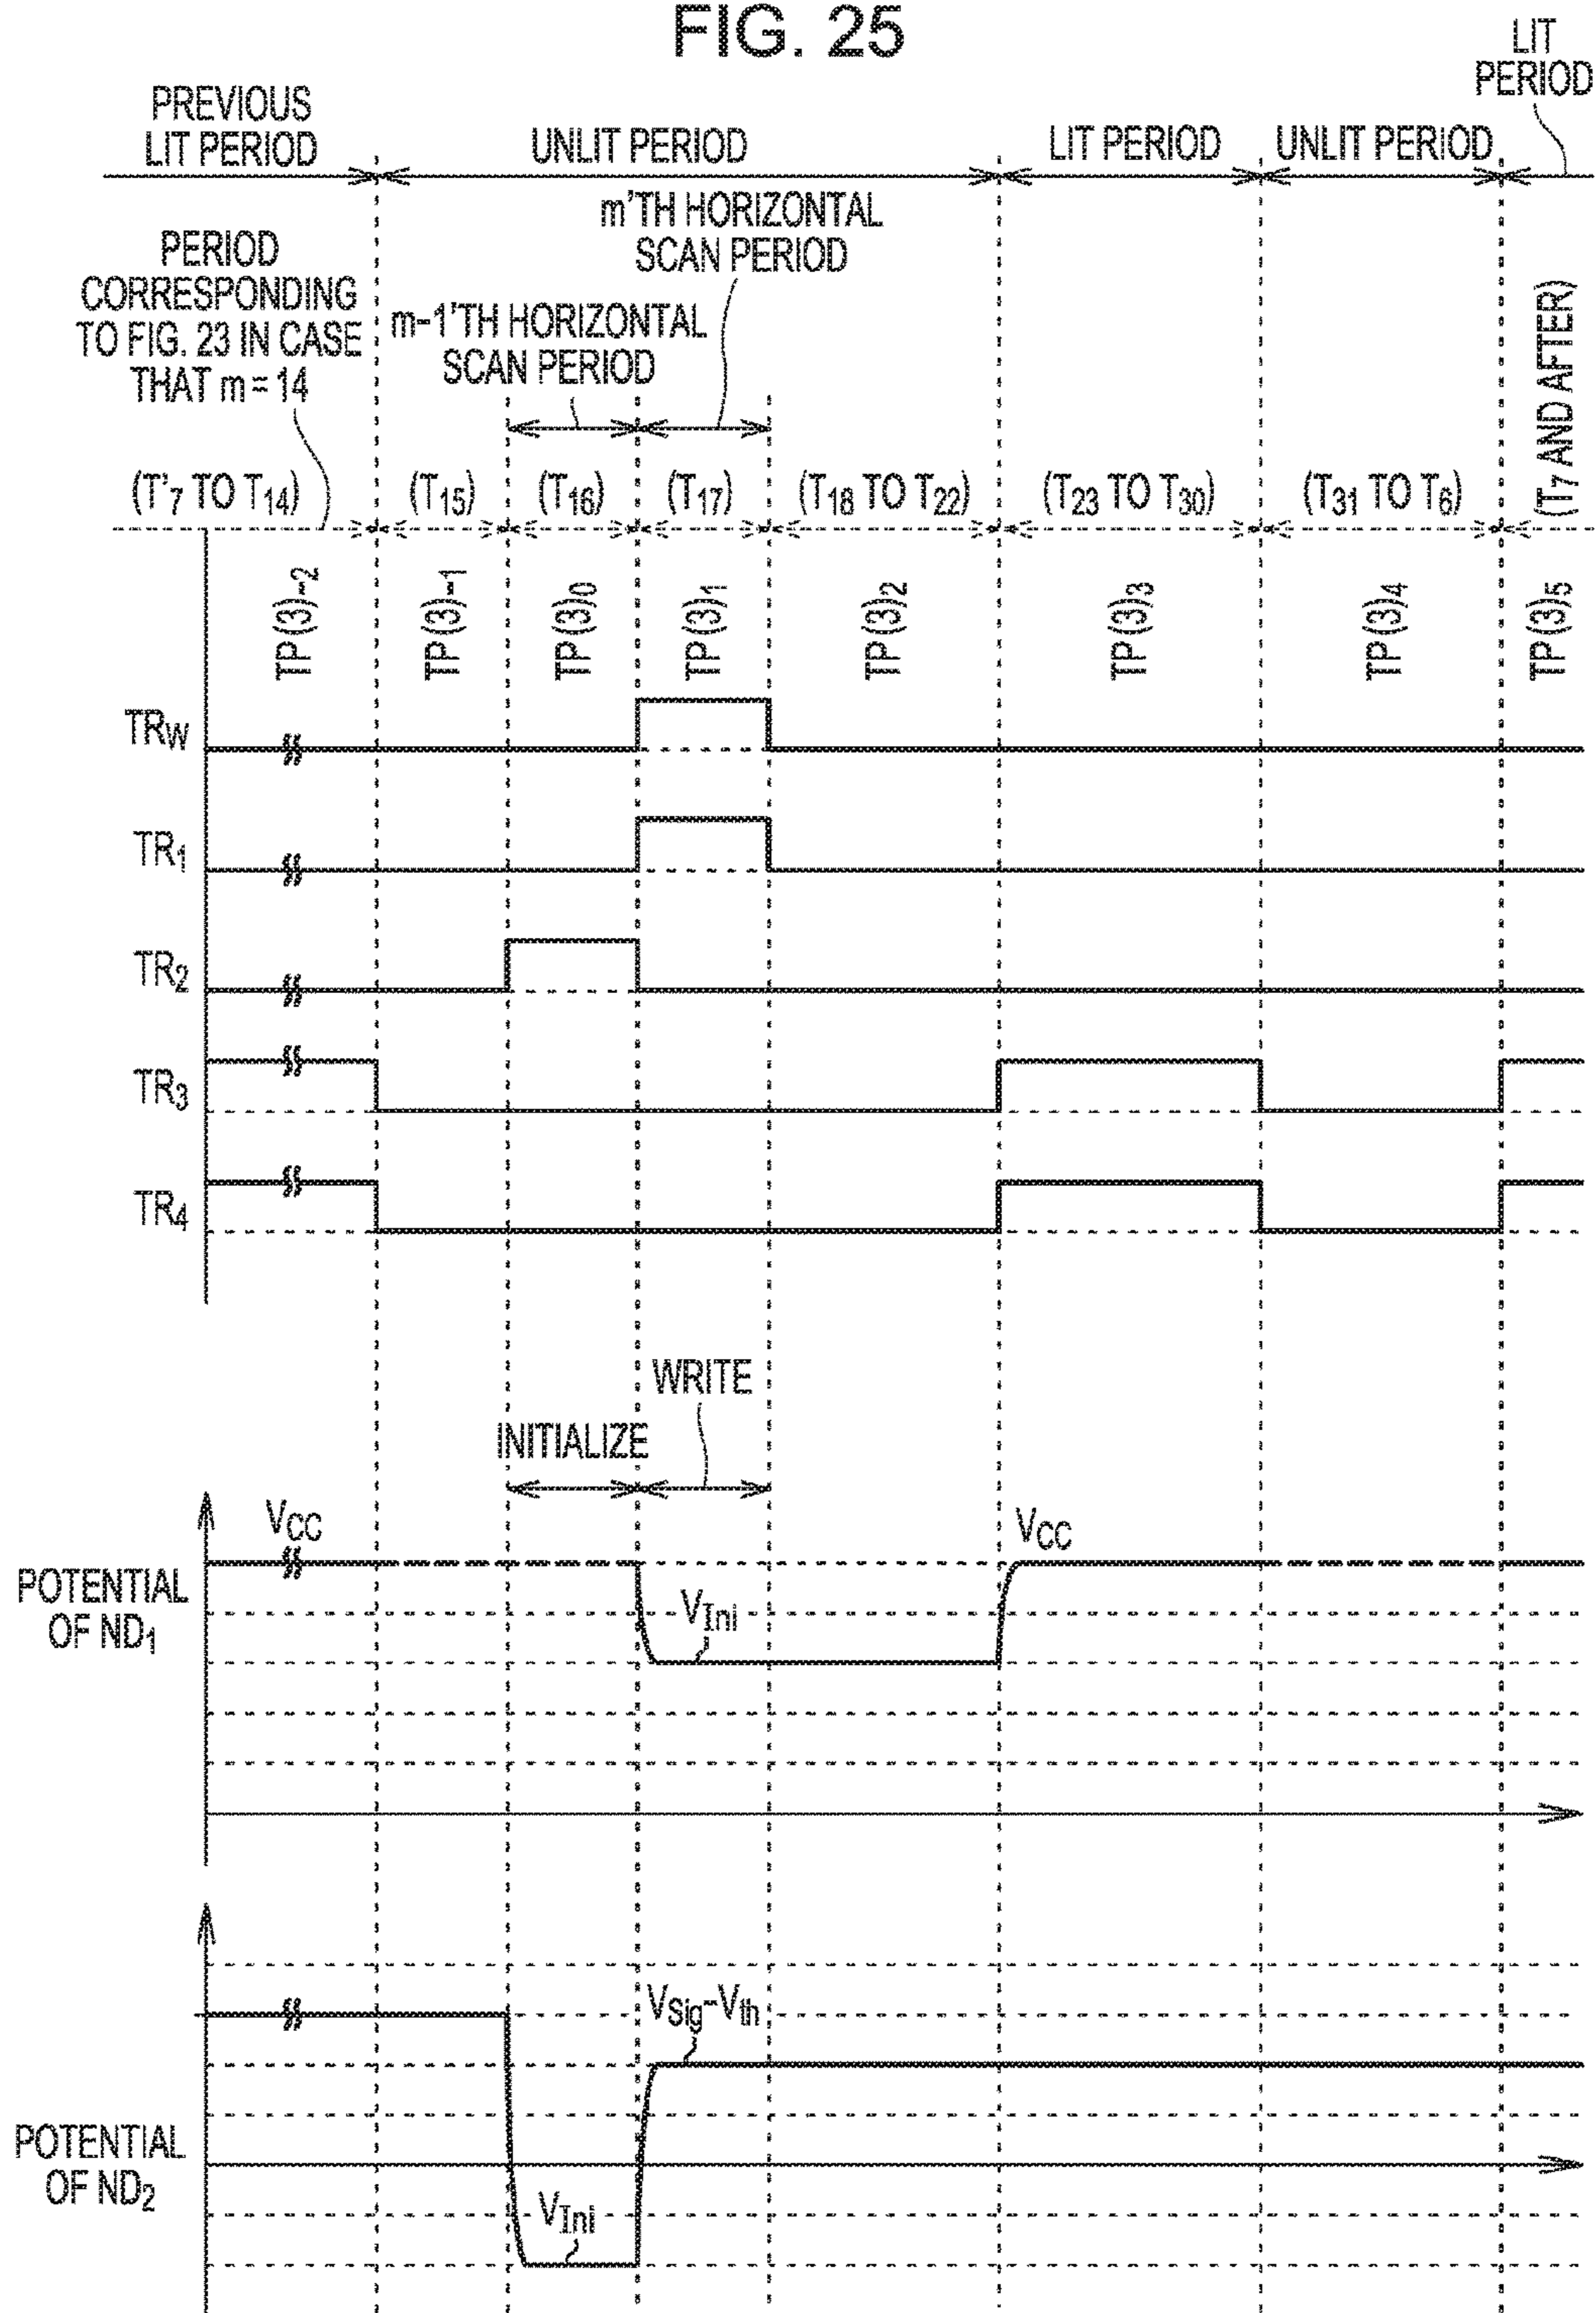 FIG. 25
LIT
PERIOD
PREVIOUS
LIT PERIOD
UNLIT PERIOD
LIT PERIOD
UNLIT PERIOD
m'TH HORIZONTAL
SCAN PERIOD
PERIOD
CORRESPONDING
TO FIG. 23 IN CASE
THAT m = 14
m-1'TH HORIZONTAL
SCAN PERIOD
(T'7 TO T14)
(T15)
(T16)
(T17)
(T18 TO T22)
(T23 TO T30)
(T31 TO T6)
(T7 AND AFTER)
TP(3)-2
TP(3)-1
TP(3)0
TP(3)1
TP(3)2
TP(3)3
TP(3)4
TP(3)5
TRW
TR1
TR2
TR3
TR4
WRITE
INITIALIZE
VCC
VCC
POTENTIAL
OF ND1
VIni
VSig-Vth
POTENTIAL
OF ND2
VIni